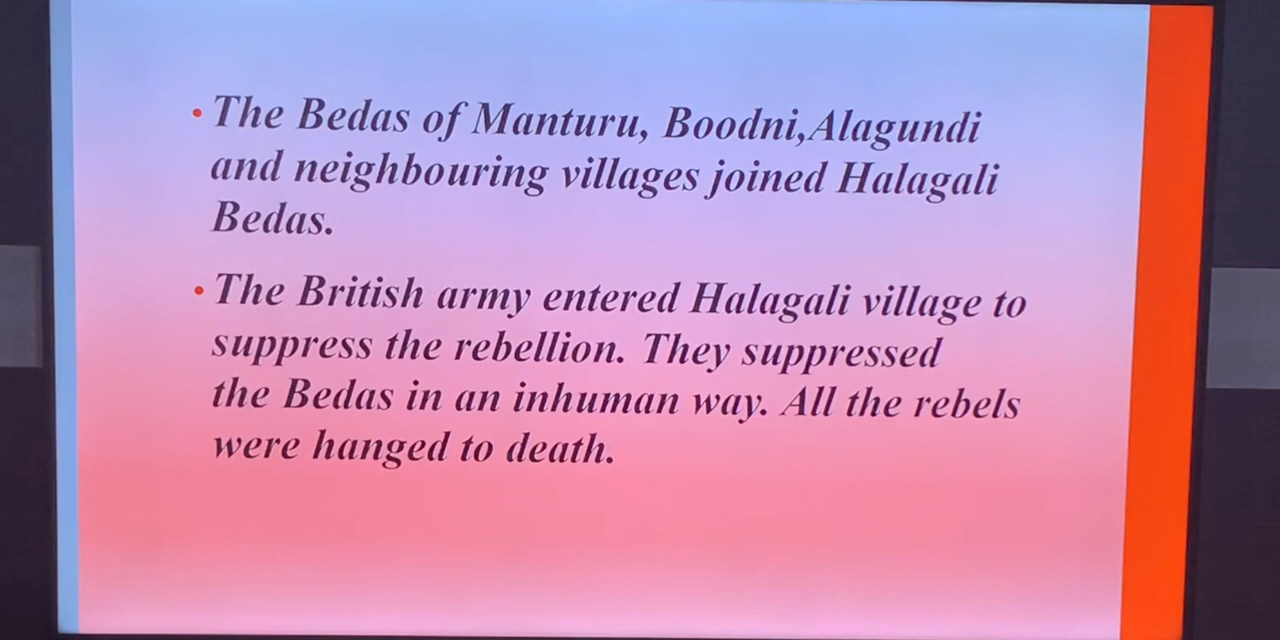 • The Bedas of Manturu, Boodni,Alagundi
and neighbouring villages joined Halagali
Bedas.
• The British army entered Halagali village to
suppress the rebellion. They suppressed
the Bedas in an inhuman way. All the rebels
were hanged to death.